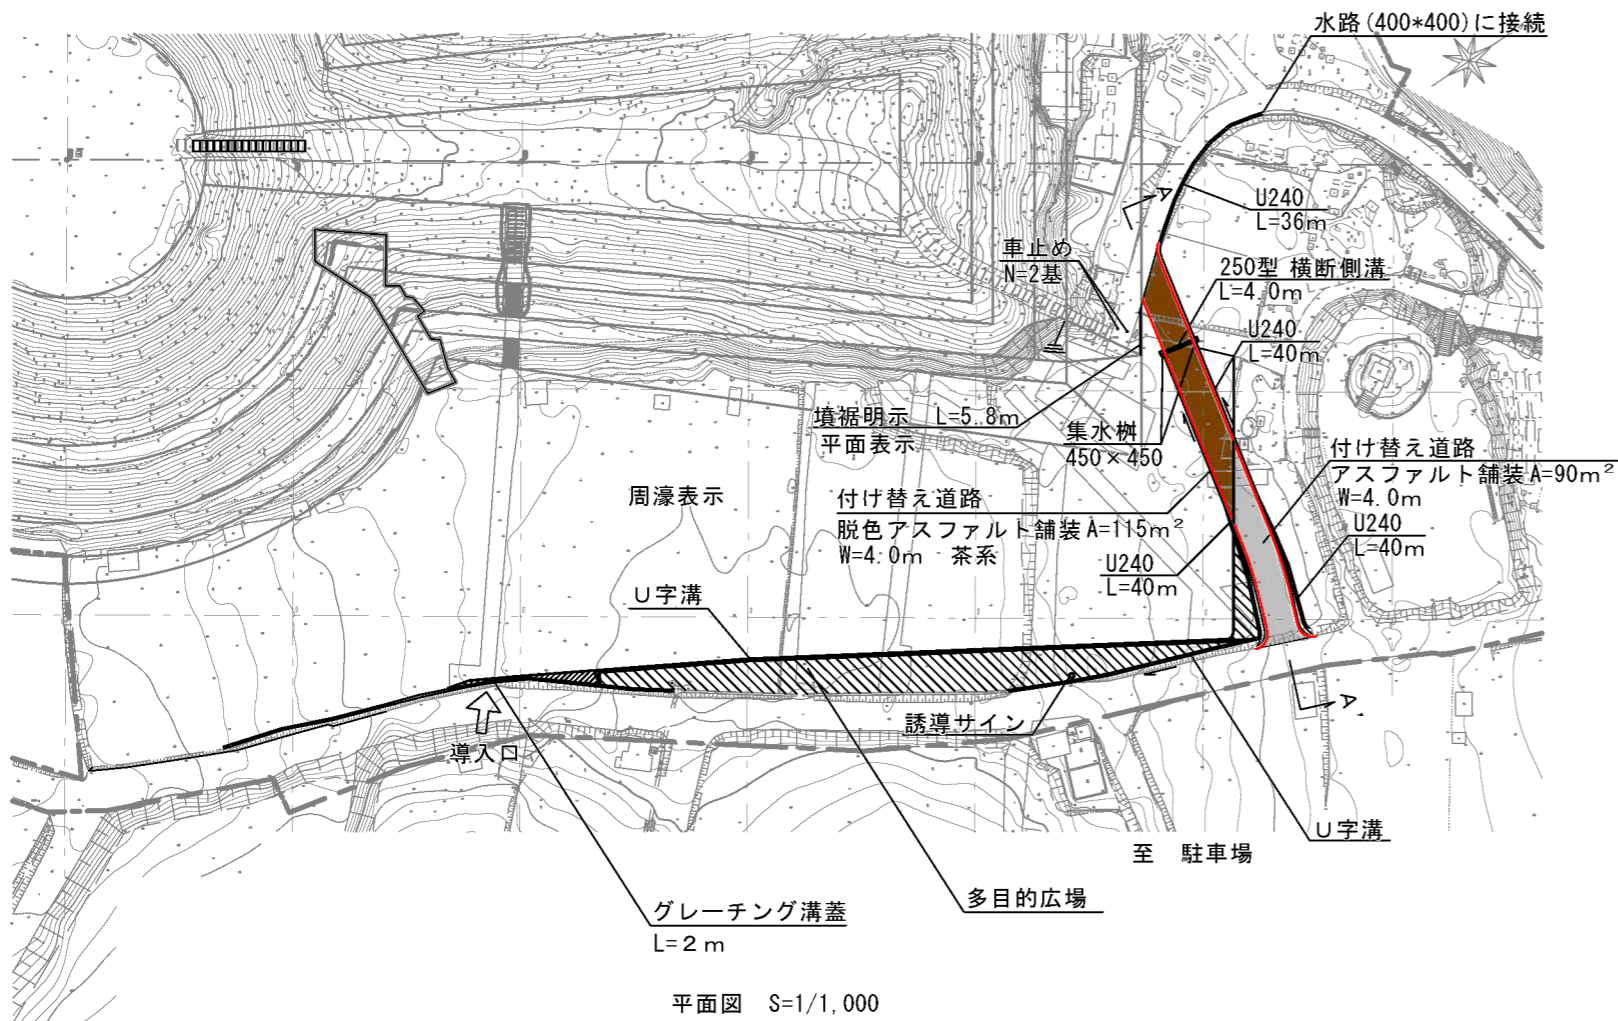 水路(400*400)に接続
A
U240
L=36m
車止め
N=2基
250型 横断側溝
L=4.0m
U240
L=40m
墳裾明示 L=5.8m
平面表示
集水桝
450×450
付け替え道路
アスファルト舗装A=90m²
W=4.0m
周濠表示
付け替え道路
脱色アスファルト舗装A=115m²
W=4.0m 茶系
U240
L=40m
U240
L=40m
U字溝
誘導サイン
A'
導入口
U字溝
至 駐車場
多目的広場
グレーチング溝蓋
L=2m
平面図 S=1/1,000